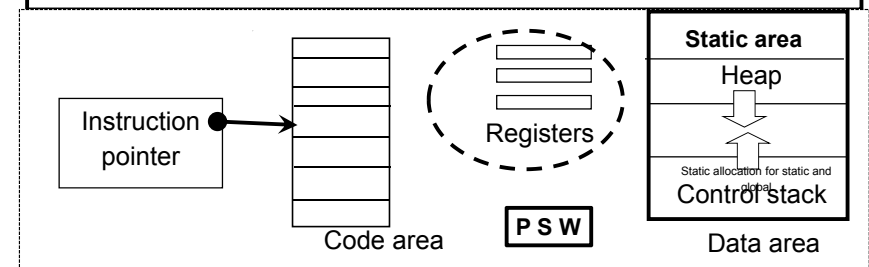 Instruction
pointer
Code area
Registers
P S W
Static area
Heap
Static allocation for static and
global
Control stack
Data area